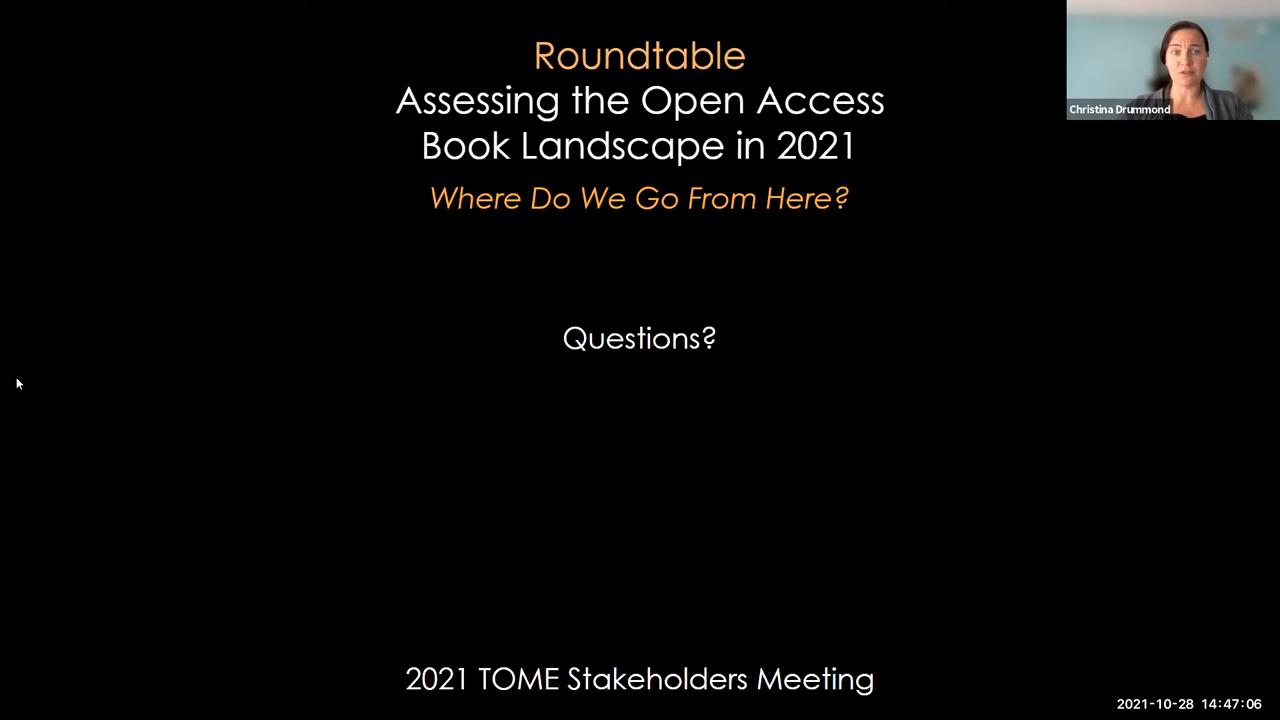 Roundtable
Assessing the Open Access
Book Landscape in 2021
Where Do We Go From Here?
Christina Drummond
Questions?
2021 TOME Stakeholders Meeting
2021-10-28 14:47:06